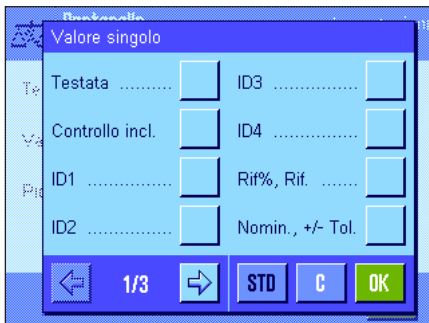 Valore singolo
Testata ..........
Controllo incl.
ID1 ................
ID2 ................
ID3 ................
ID4 ................
Rif%, Rif. .......
Nomin., +/- Tol.
1/3
STD
C
OK